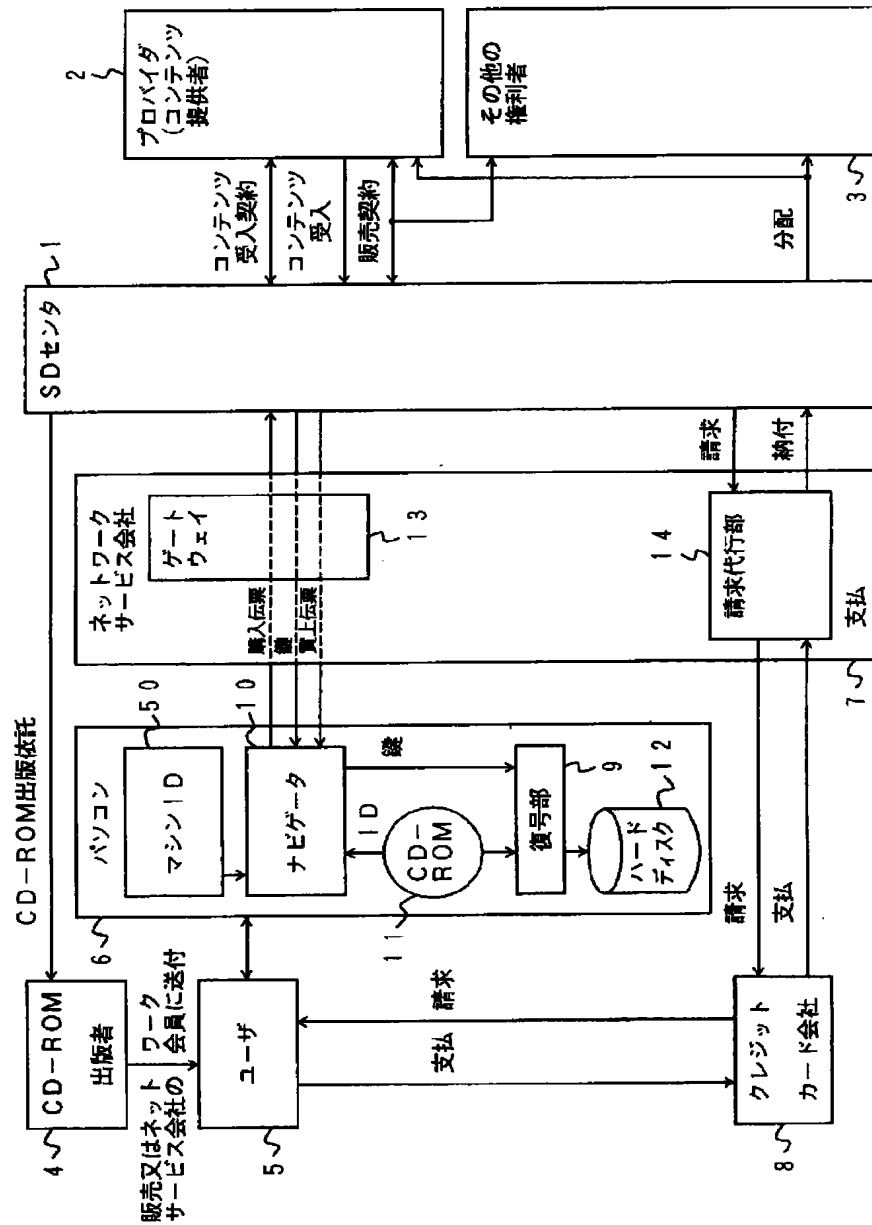 CD-ROM出版依託
4
CD-ROM
出版者
販売又はネットワーク
サービス会社の会員に送付
5
ユーザ
6
パソコン
マシンID
50
ナビゲータ
10
ID
CD-
ROM
11
鍵
復号部
9
ハード
ディスク
12
ネットワーク
サービス会社
ゲート
ウェイ
13
購入伝票
鍵
買上伝票
SDセンタ
1
コンテンツ
受入契約
コンテンツ
受入
販売契約
分配
プロバイダ
(コンテンツ
提供者)
2
その他の
権利者
3
請求
納付
14
請求代行部
支払
7
請求
支払
請求
支払
クレジット
カード会社
8